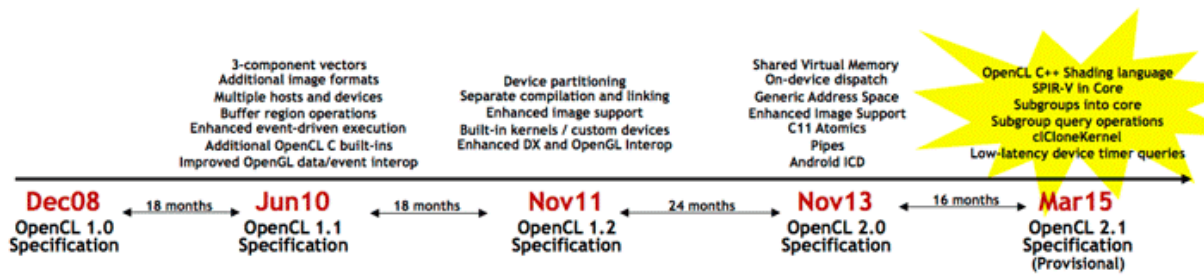 3-component vectors
Additional image formats
Multiple hosts and devices
Buffer region operations
Enhanced event-driven execution
Additional OpenCL C built-ins
Improved OpenGL data/event interop
Device partitioning
Separate compilation and linking
Enhanced image support
Built-in kernels / custom devices
Enhanced DX and OpenGL Interop
Shared Virtual Memory
On-device dispatch
Generic Address Space
Enhanced Image Support
C11 Atomics
Pipes
Android ICD
OpenCL C++ Shading language
SPIR-V in Core
Subgroups into core
Subgroup query operations
clCloneKernel
Low-latency device timer queries
Dec08
OpenCL 1.0
Specification
18 months
Jun10
OpenCL 1.1
Specification
18 months
Nov11
OpenCL 1.2
Specification
24 months
Nov13
OpenCL 2.0
Specification
16 months
Mar15
OpenCL 2.1
Specification
(Provisional)